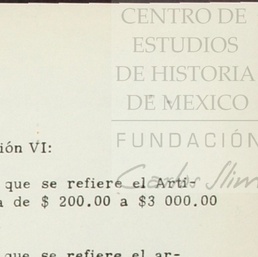 CENTRO DE
ESTUDIOS
DE HISTORIA
DE MEXICO
FUNDACIÓN
Carlos Slim
ión VI:
que se refiere el Artí-
a de $ 200.00 a $3 000.00
que se refiere el ar-